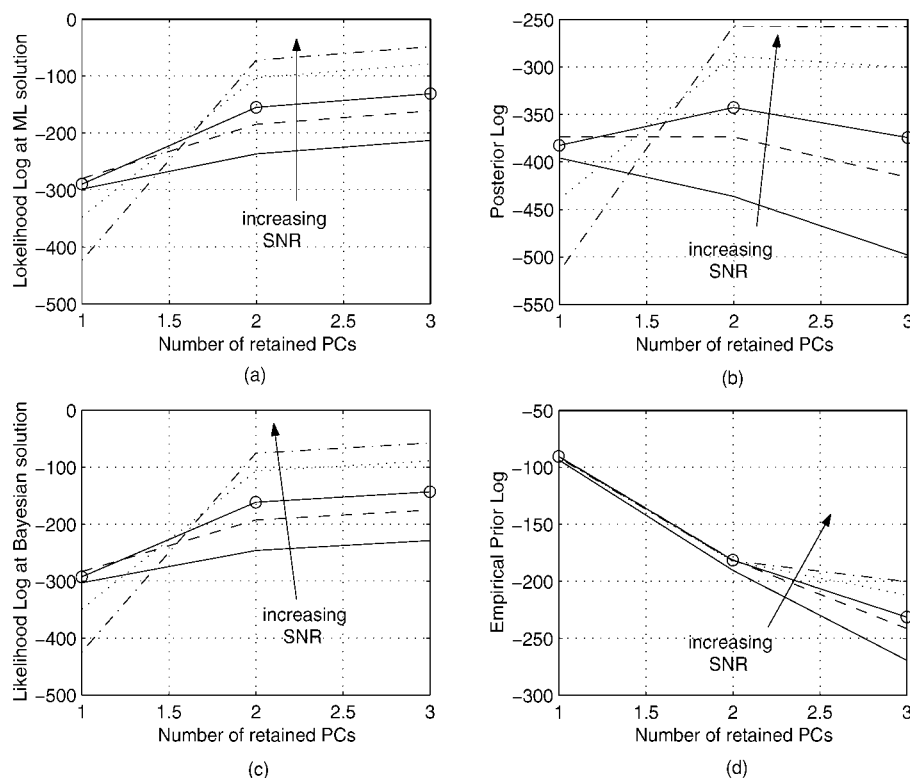 0
−100
−200
−300
−400
−500
Lokelihood Log at ML solution
increasing
SNR
1 1.5 2 2.5 3
Number of retained PCs
(a)
−250
−300
−350
−400
−450
−500
−550
Posterior Log
increasing
SNR
1 1.5 2 2.5 3
Number of retained PCs
(b)
0
−100
−200
−300
−400
−500
Likelihood Log at Bayesian solution
increasing
SNR
1 1.5 2 2.5 3
Number of retained PCs
(c)
−50
−100
−150
−200
−250
−300
Empirical Prior Log
increasing
SNR
1 1.5 2 2.5 3
Number of retained PCs
(d)